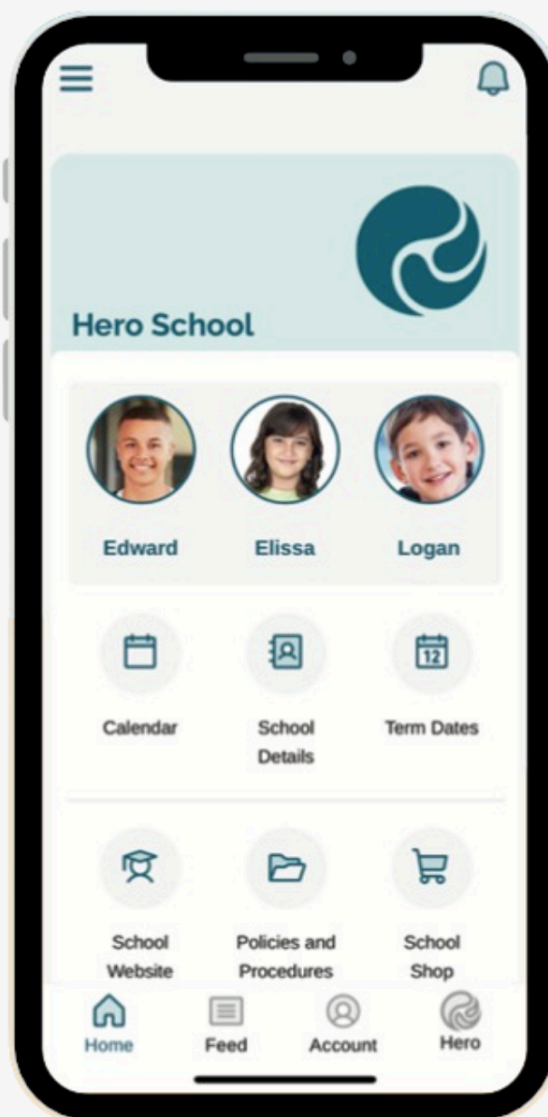 Hero School
Edward Elissa Logan
Calendar School Details Term Dates
12
School Website Policies and Procedures School Shop
Home Feed Account Hero